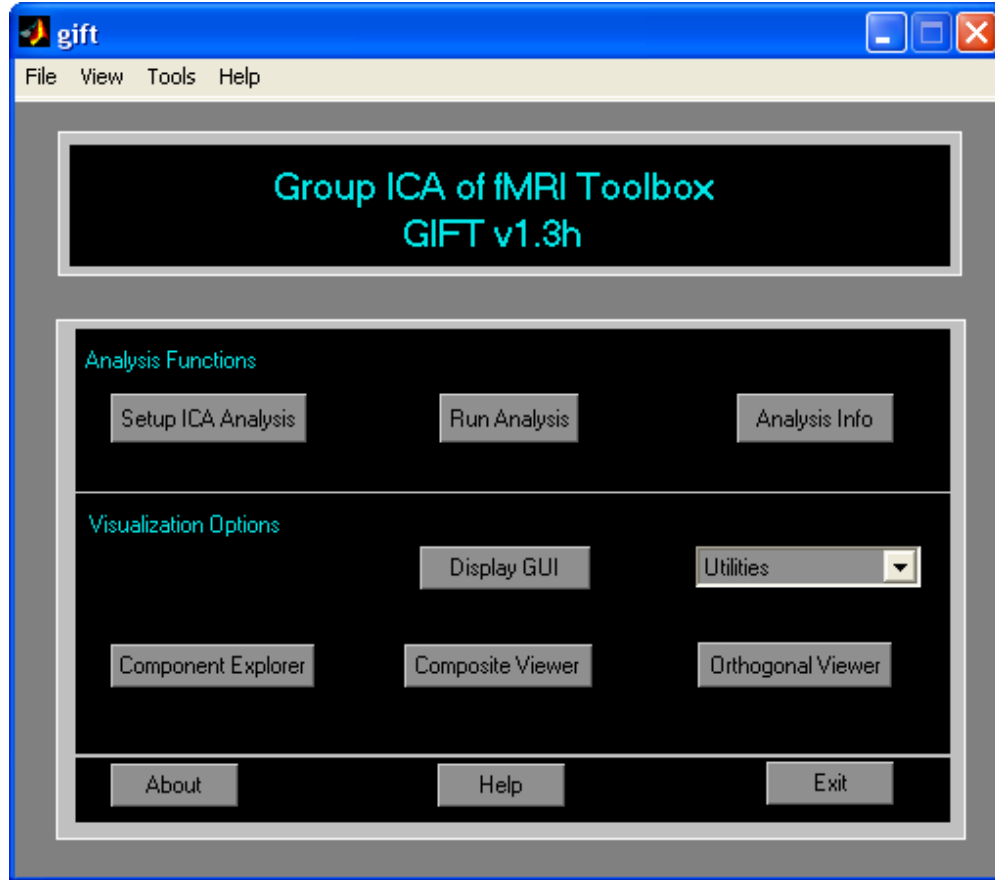 gift
File View Tools Help
Group ICA of fMRI Toolbox
GIFT v1.3h
Analysis Functions
Setup ICA Analysis Run Analysis Analysis Info
Visualization Options
Display GUI Utilities
Component Explorer Composite Viewer Orthogonal Viewer
About Help Exit